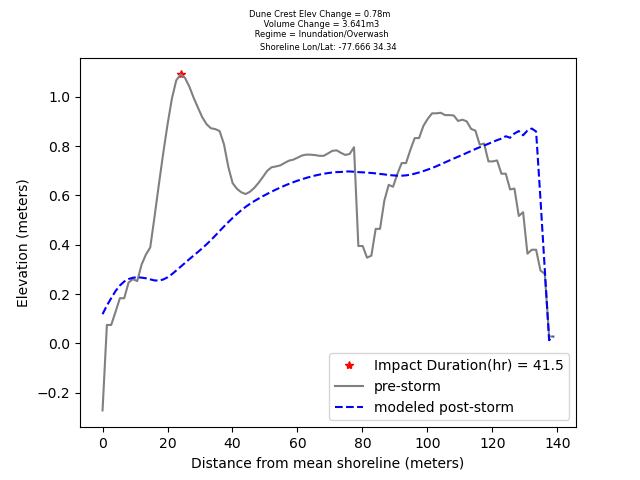 Dune Crest Elev Change = 0.78m
Volume Change = 3.641m3
Regime = Inundation/Overwash
Shoreline Lon/Lat: -77.666 34.34
1.0
0.8
0.6
0.4
0.2
0.0
−0.2
Elevation (meters)
Impact Duration(hr) = 41.5
pre-storm
modeled post-storm
0 20 40 60 80 100 120 140
Distance from mean shoreline (meters)